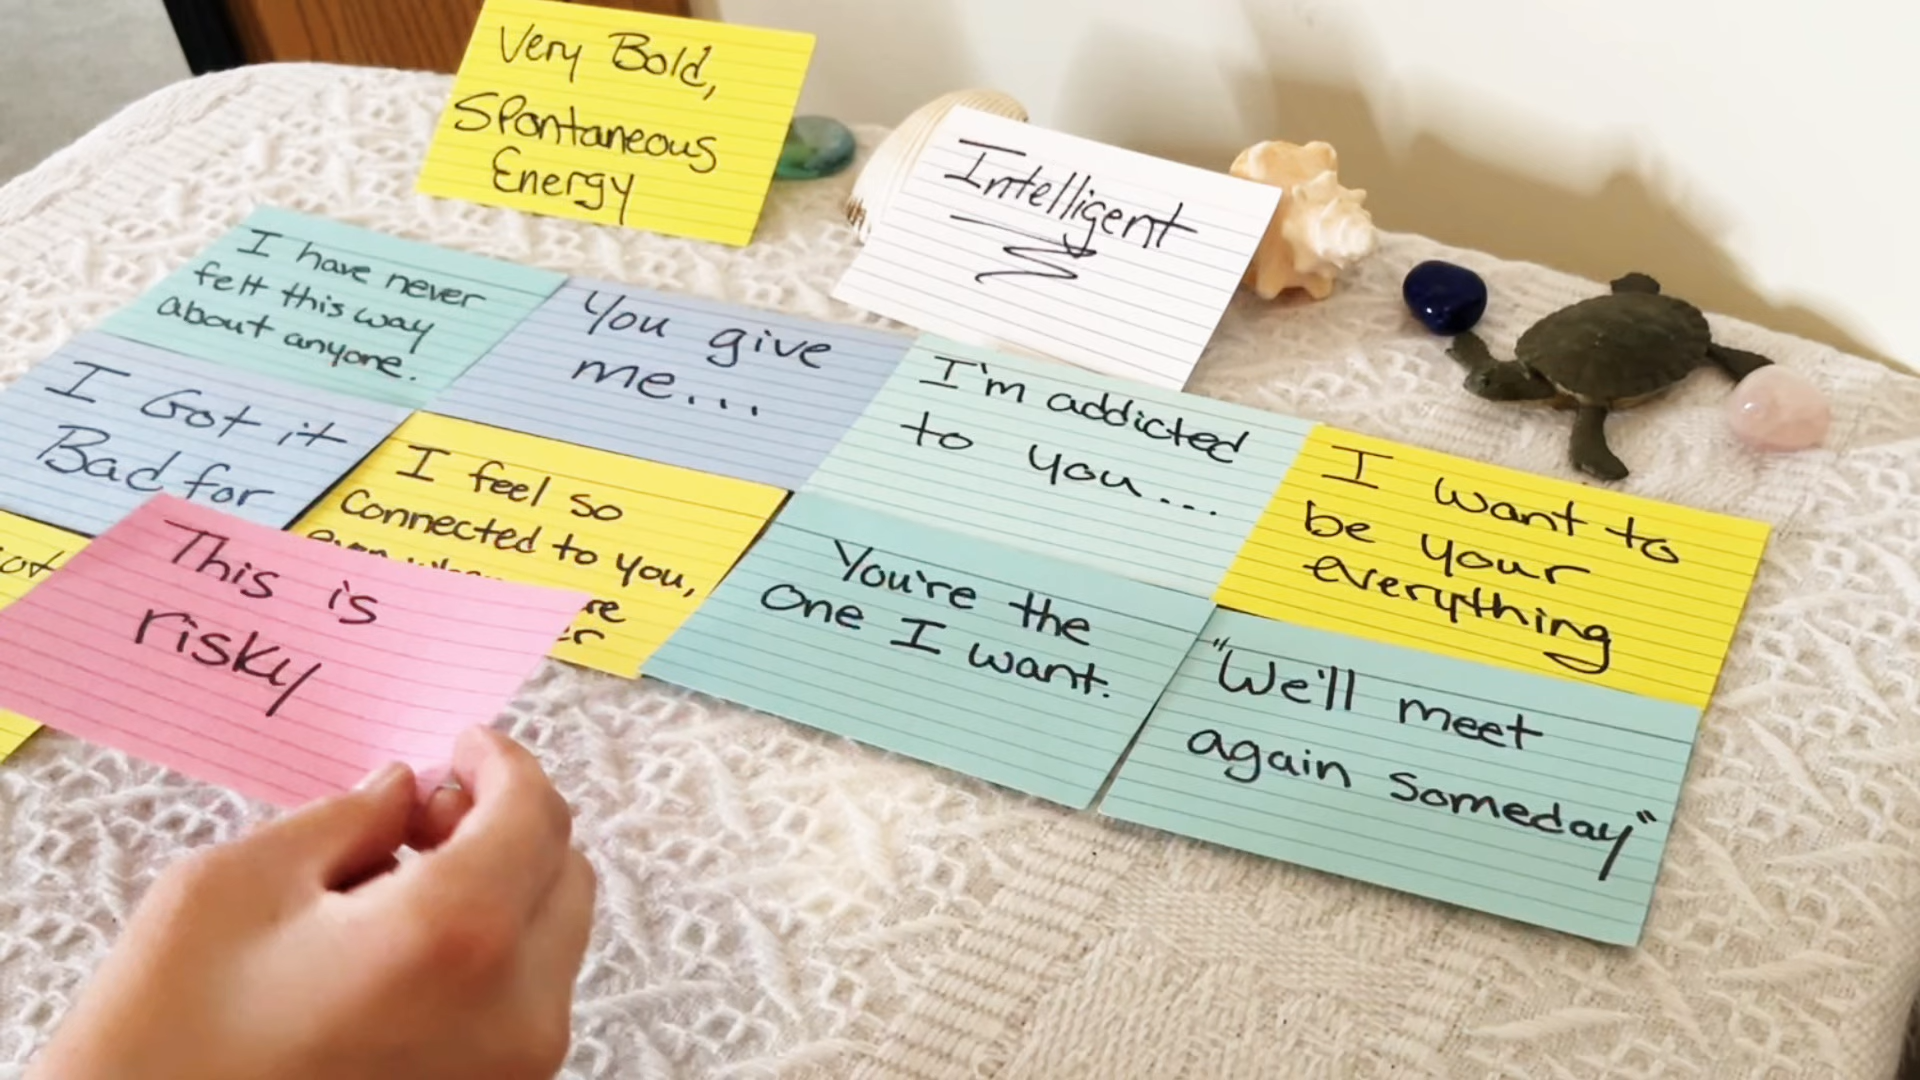 Very Bold,
Spontaneous
Energy
Intelligent
I have never
felt this way
about anyone.
You give
me...
I'm addicted
to you...
I want to
be your
everything
I Got it
Bad for
I feel so
Connected to you,
You're the
one I want.
"We'll meet
again someday"
This is
risky